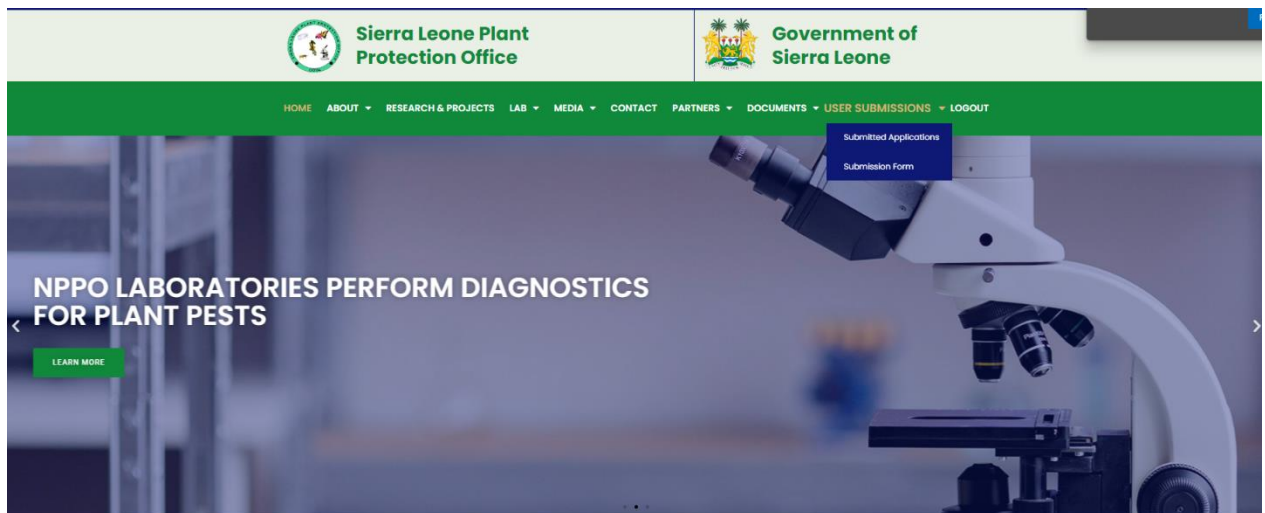 Sierra Leone Plant
Protection Office
Government of
Sierra Leone
HOME ABOUT RESEARCH & PROJECTS LAB MEDIA CONTACT PARTNERS DOCUMENTS USER SUBMISSIONS LOGOUT
Submitted Applications
Submission Form
NPPO LABORATORIES PERFORM DIAGNOSTICS
FOR PLANT PESTS
LEARN MORE